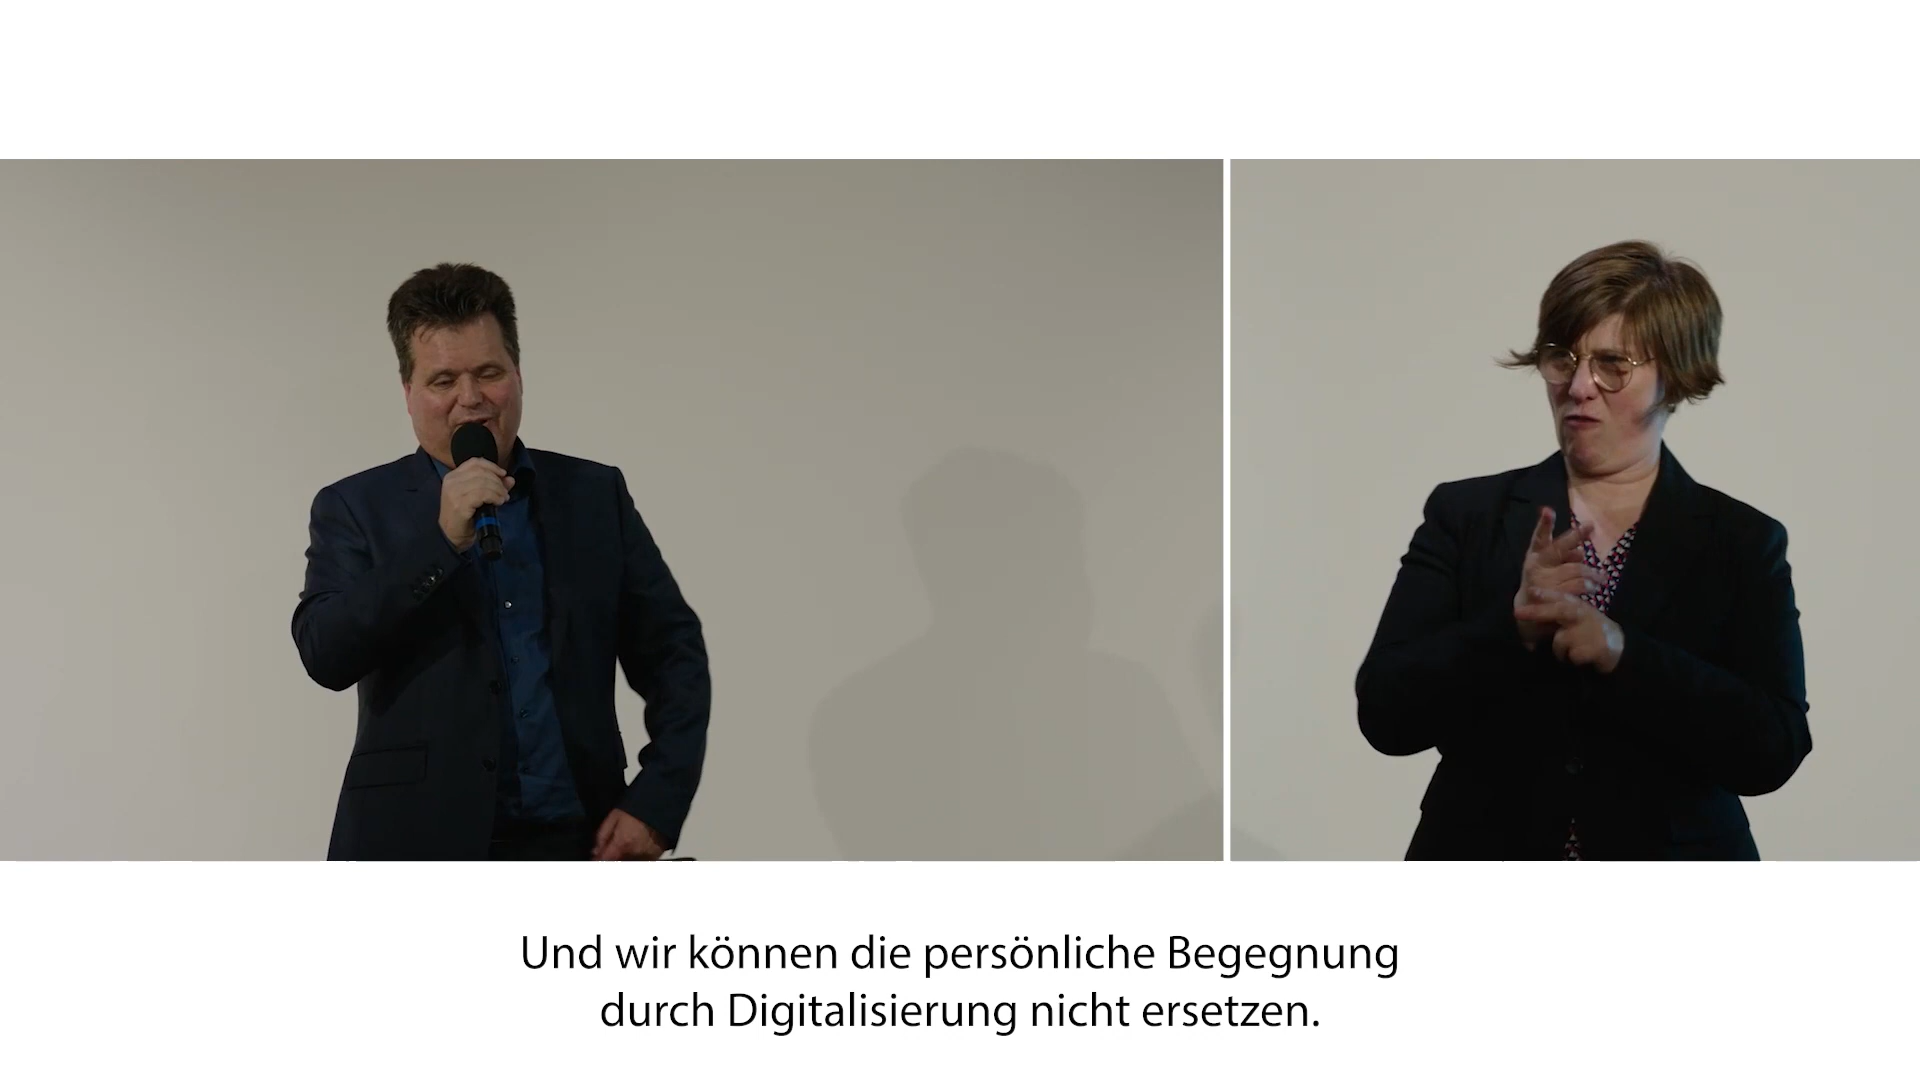 Und wir können die persönliche Begegnung
durch Digitalisierung nicht ersetzen.